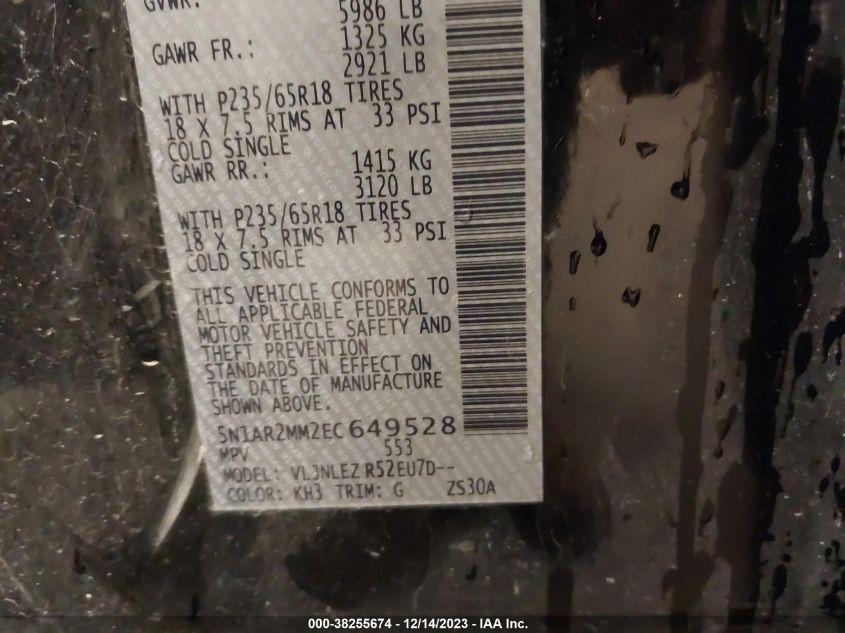 GVWR:
5986 LB
GAWR FR.: 1325 KG
2921 LB
WITH P235/65R18 TIRES
18 X 7.5 RIMS AT 33 PSI
COLD SINGLE
GAWR RR.: 1415 KG
3120 LB
WITH P235/65R18 TIRES
18 X 7.5 RIMS AT 33 PSI
COLD SINGLE
THIS VEHICLE CONFORMS TO
ALL APPLICABLE FEDERAL
MOTOR VEHICLE SAFETY AND
THEFT PREVENTION
STANDARDS IN EFFECT ON
THE DATE OF MANUFACTURE
SHOWN ABOVE.
5N1AR2MM2EC 649528
MPV 553
MODEL: VLJNLEZ R52EU7D--
COLOR: KH3 TRIM: G ZS30A
000-38255674 - 12/14/2023 - IAA Inc.